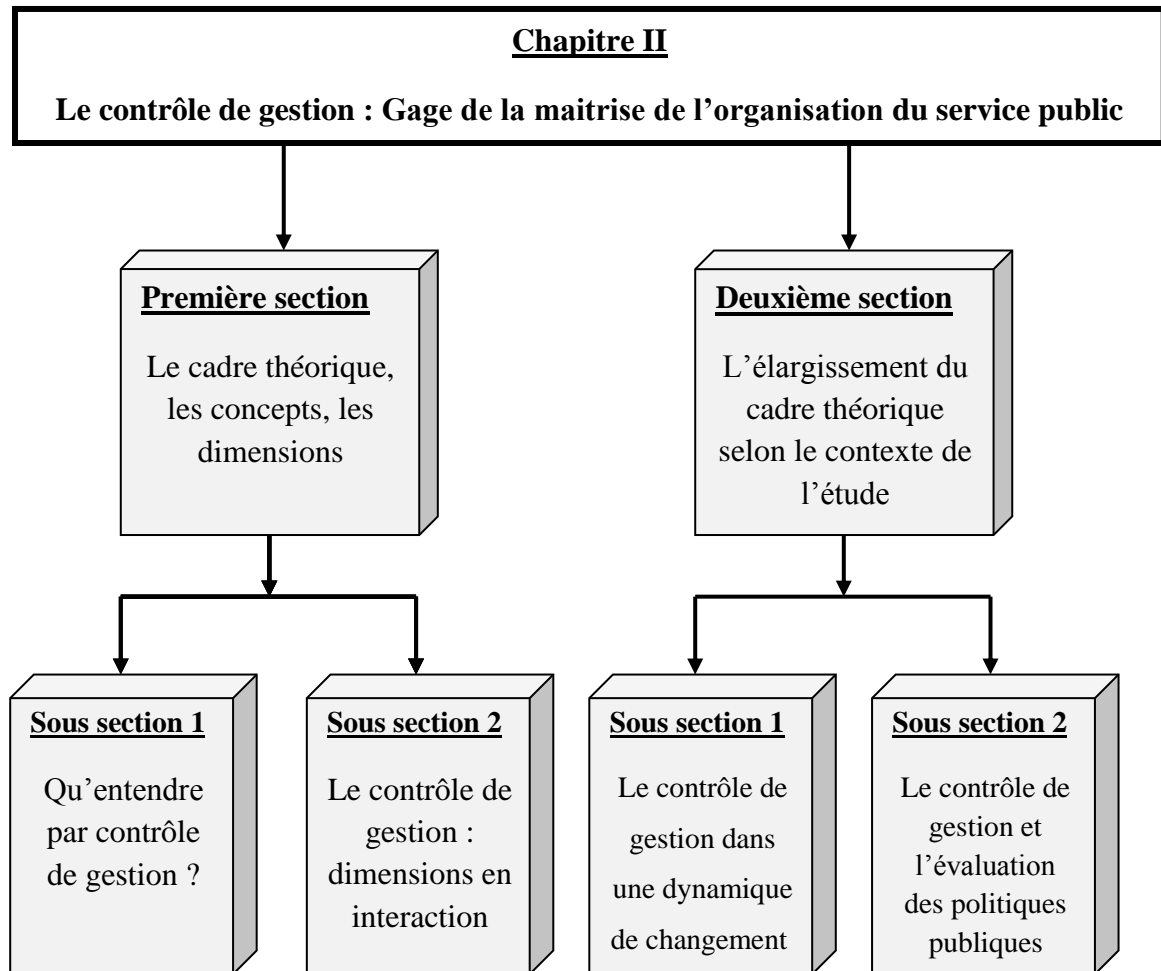 Chapitre II
Le contrôle de gestion : Gage de la maitrise de l’organisation du service public
Première section
Le cadre théorique,
les concepts, les
dimensions
Deuxième section
L’élargissement du
cadre théorique
selon le contexte de
l’étude
Sous section 1
Qu’entendre
par contrôle
de gestion ?
Sous section 2
Le contrôle de
gestion :
dimensions en
interaction
Sous section 1
Le contrôle de
gestion dans
une dynamique
de changement
Sous section 2
Le contrôle de
gestion et
l’évaluation
des politiques
publiques